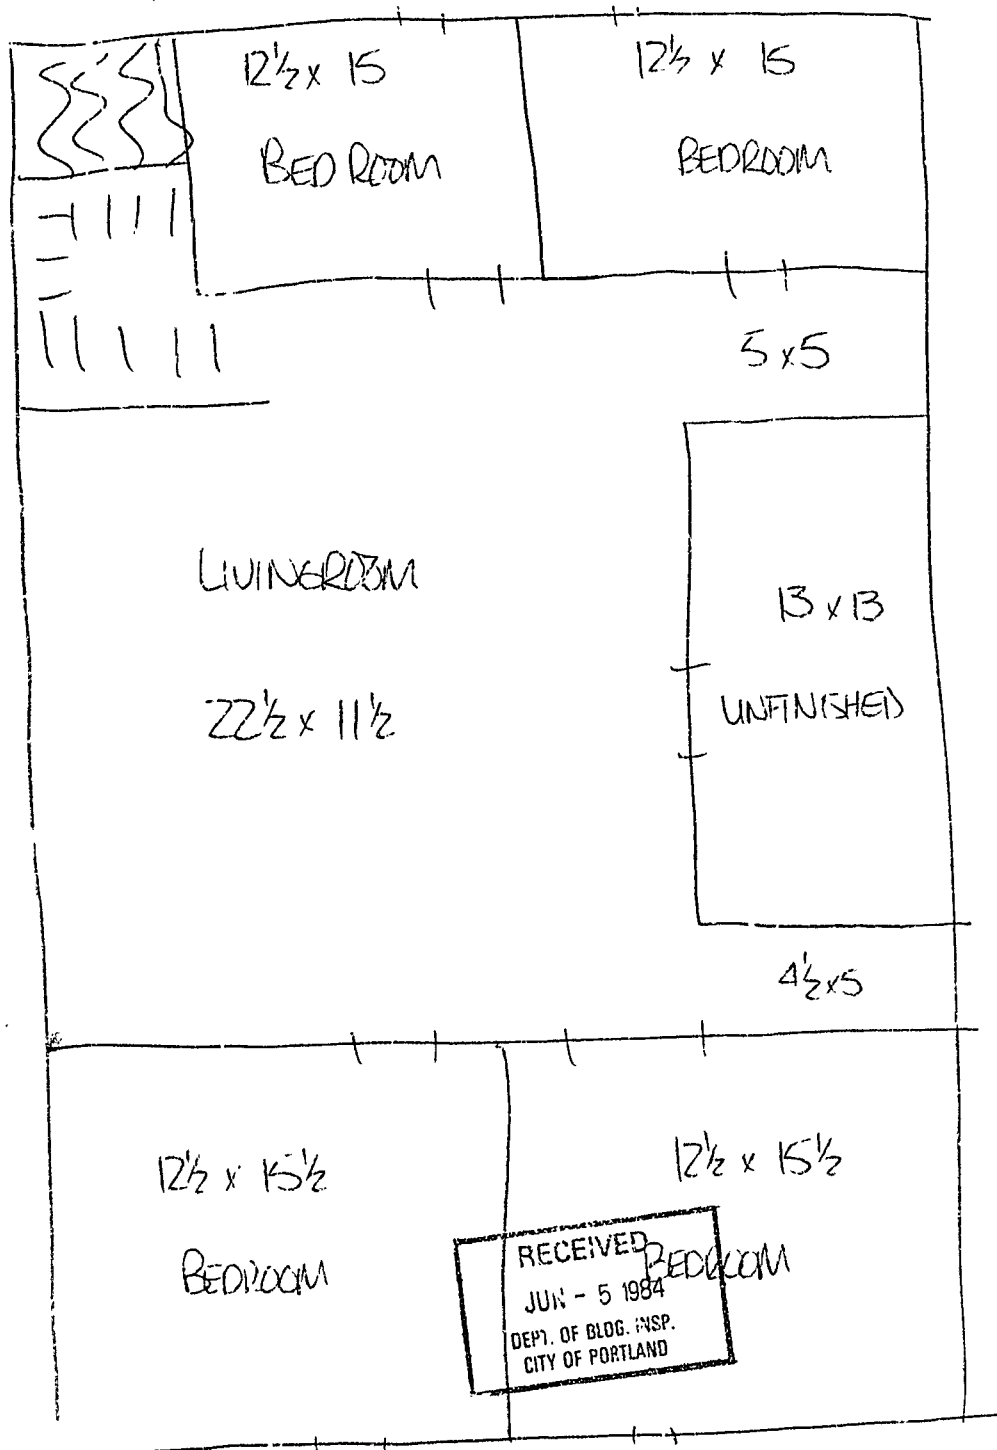 12½ x 15
BEDROOM
12½ x 15
BEDROOM
5 x 5
LIVINGROOM
22½ x 11½
13 x 13
UNFINISHED
4½ x 5
12½ x 15½
BEDROOM
12½ x 15½
BEDROOM
RECEIVED
JUN - 5 1984
DEPT. OF BLDG. INSP.
CITY OF PORTLAND